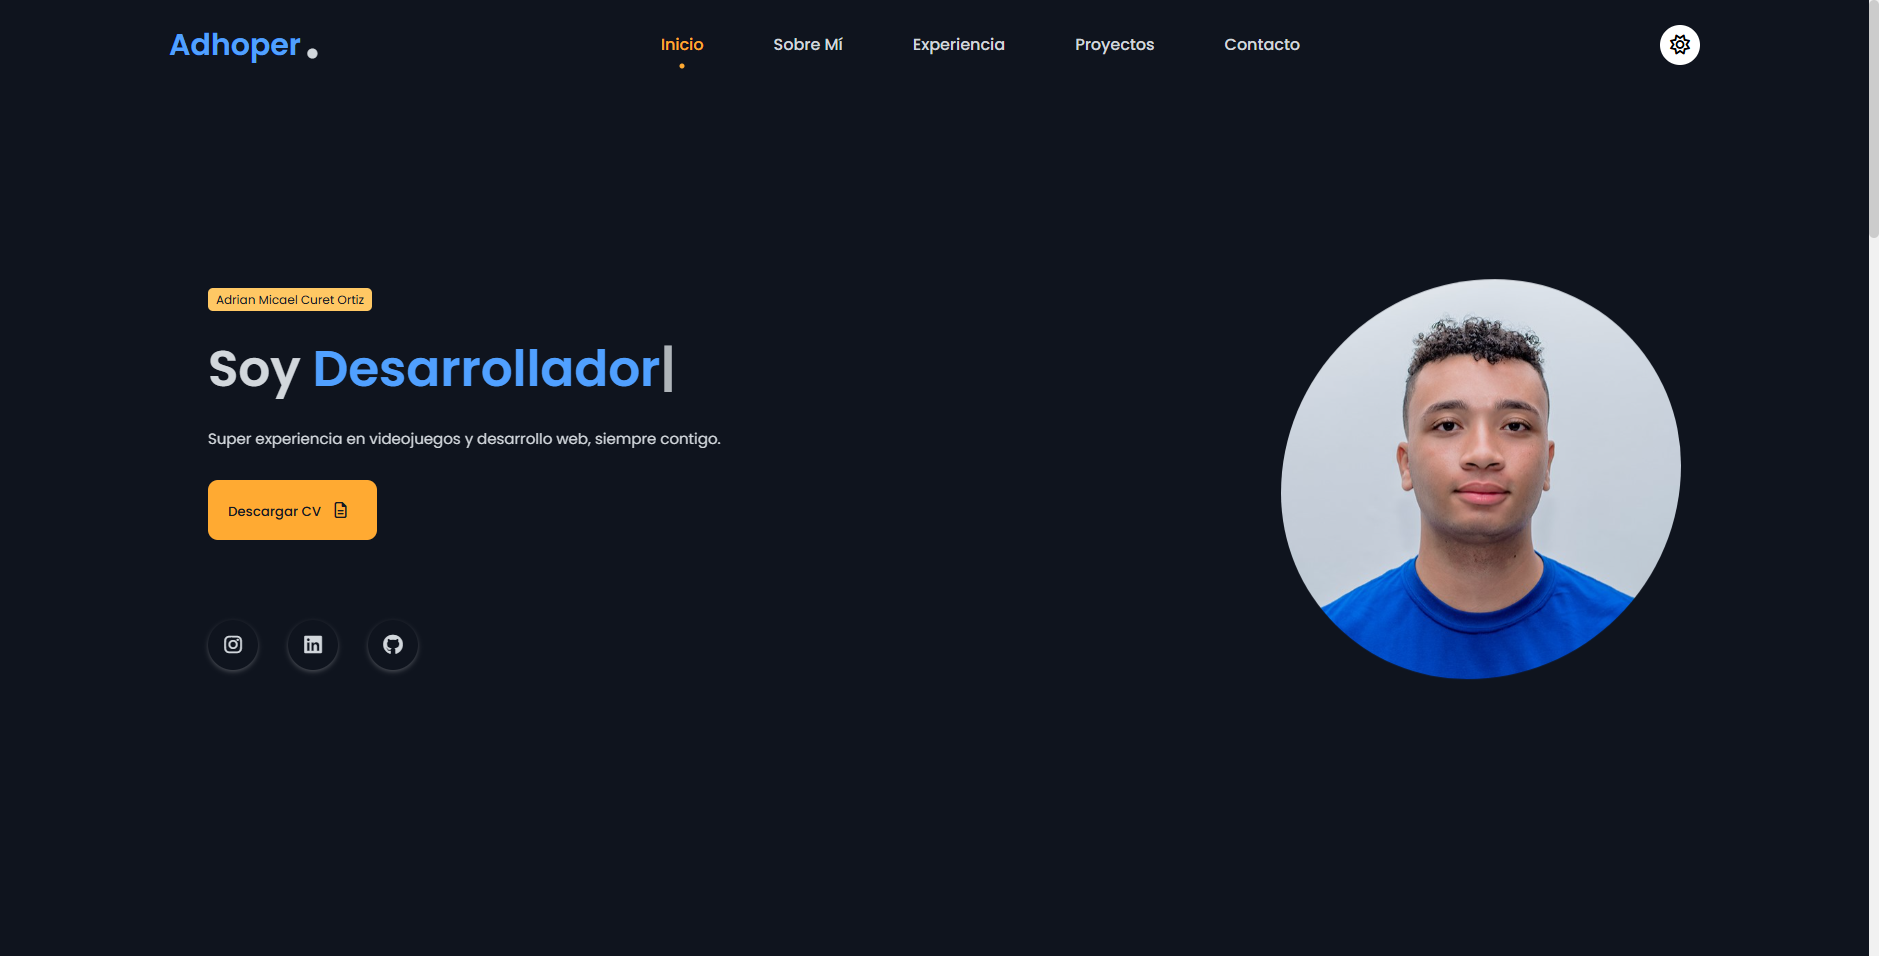 Adhoper .
Inicio Sobre Mí Experiencia Proyectos Contacto
Adrian Micael Curet Ortiz
Soy Desarrollador|
Super experiencia en videojuegos y desarrollo web, siempre contigo.
Descargar CV
in